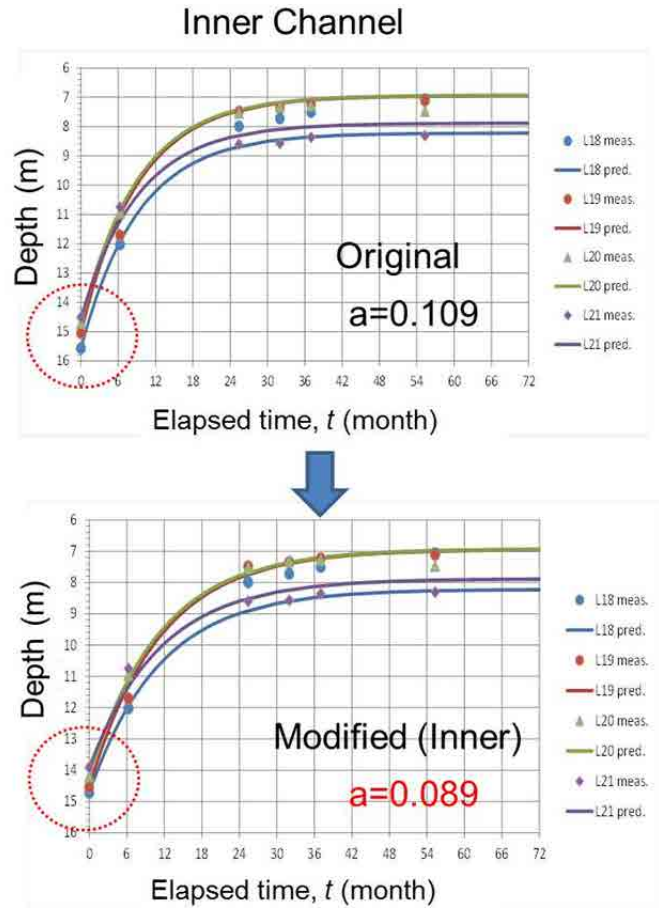 Inner Channel
6
7
8
9
10
11
12
13
14
15
16
Depth (m)
0 6 12 18 24 30 36 42 48 54 60 66 72
Elapsed time, t (month)
Original
a=0.109
L18 meas.
L18 pred.
L19 meas.
L19 pred.
L20 meas.
L20 pred.
L21 meas.
L21 pred.
6
7
8
9
10
11
12
13
14
15
16
Depth (m)
0 6 12 18 24 30 36 42 48 54 60 66 72
Elapsed time, t (month)
Modified (Inner)
a=0.089
L18 meas.
L18 pred.
L19 meas.
L19 pred.
L20 meas.
L20 pred.
L21 meas.
L21 pred.